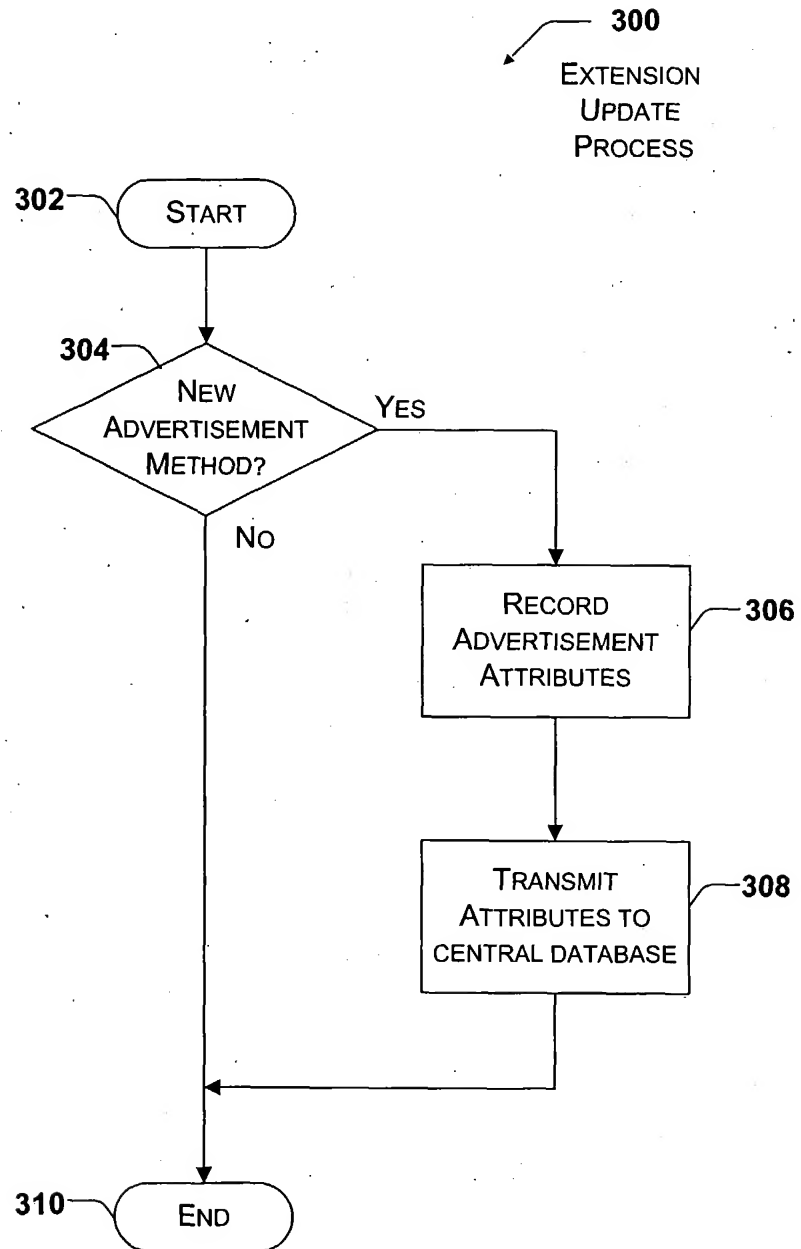 300
EXTENSION
UPDATE
PROCESS
302
START
304
NEW
ADVERTISEMENT
METHOD?
YES
NO
RECORD
ADVERTISEMENT
ATTRIBUTES
306
TRANSMIT
ATTRIBUTES TO
CENTRAL DATABASE
308
310
END